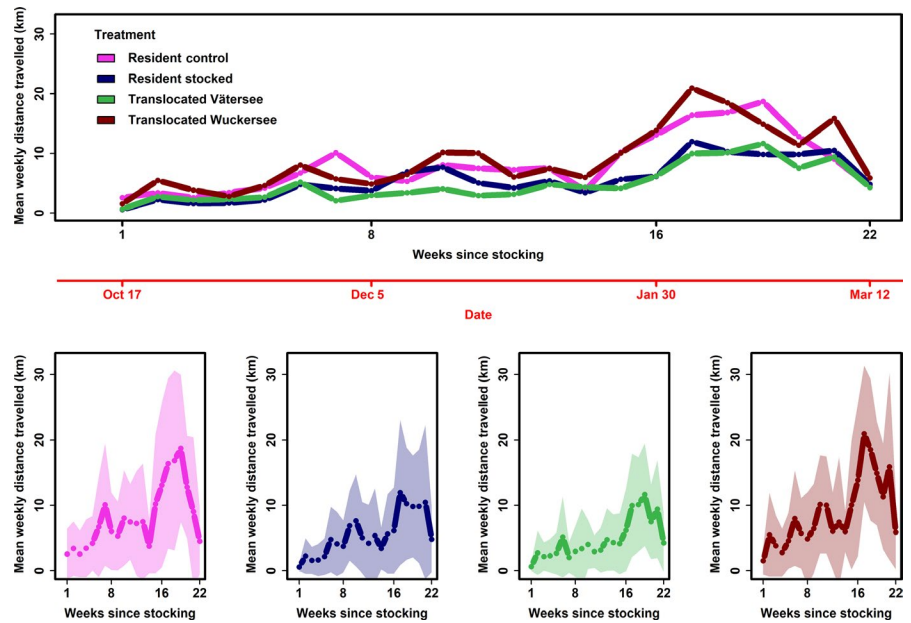 Mean weekly distance travelled (km)
30
20
10
0
Treatment
Resident control
Resident stocked
Translocated Vätersee
Translocated Wuckersee
1 8 16 22
Weeks since stocking
Oct 17 Dec 5 Jan 30 Mar 12
Date
Mean weekly distance travelled (km)
30
20
10
0
1 8 16 22
Weeks since stocking
Mean weekly distance travelled (km)
30
20
10
0
1 8 16 22
Weeks since stocking
Mean weekly distance travelled (km)
30
20
10
0
1 8 16 22
Weeks since stocking
Mean weekly distance travelled (km)
30
20
10
0
1 8 16 22
Weeks since stocking